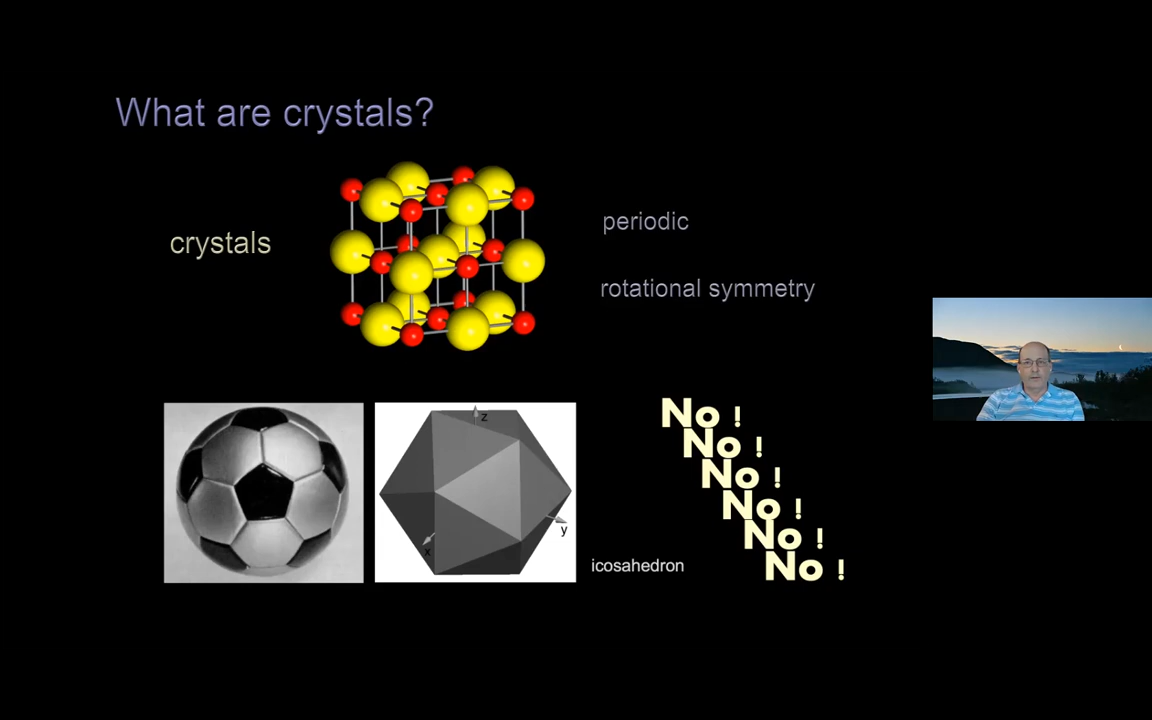 What are crystals?
crystals
periodic
rotational symmetry
z
y
x
icosahedron
No !
No !
No !
No !
No !
No !